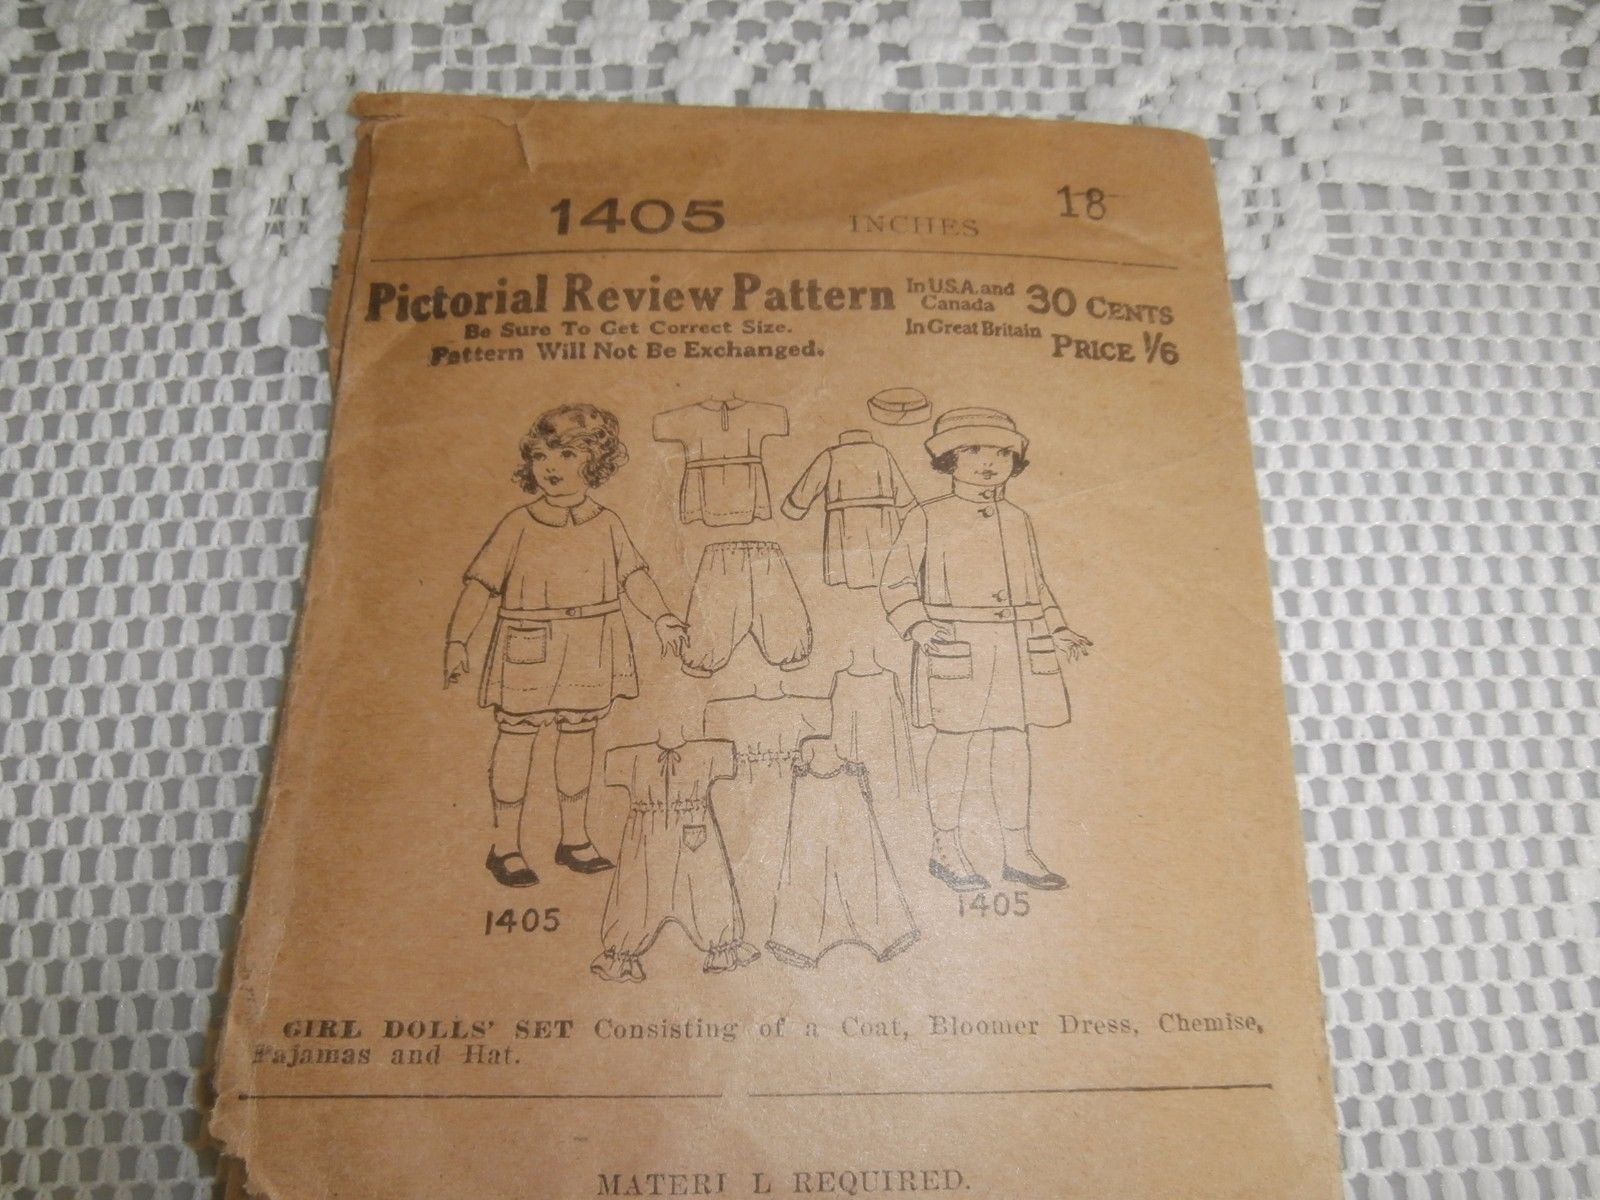 1405 INCHES 18
Pictorial Review Pattern In U.S.A. and Canada 30 CENTS
Be Sure To Get Correct Size. In Great Britain PRICE 1/6
Pattern Will Not Be Exchanged.
1405 1405
GIRL DOLLS' SET Consisting of a Coat, Bloomer Dress, Chemise,
Pajamas and Hat.
MATERI L REQUIRED.